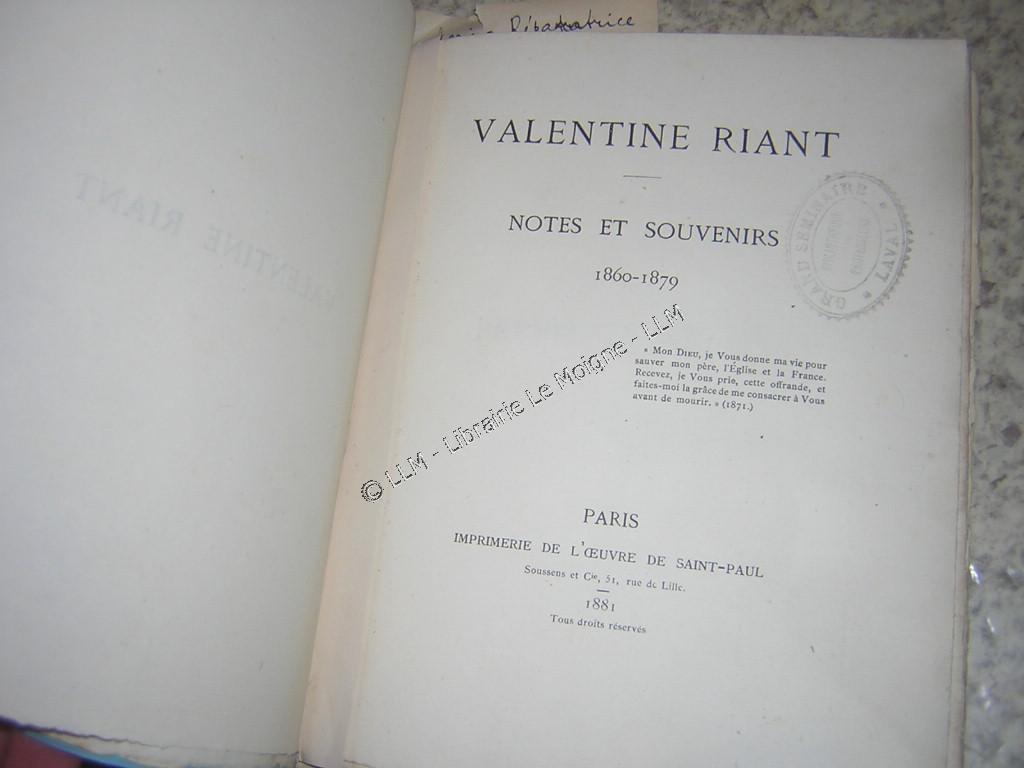 Réparatrice
VALENTINE RIANT
NOTES ET SOUVENIRS
1860-1879
GRAND SEMINAIRE * LAVAL *
« Mon DIEU, je Vous donne ma vie pour
sauver mon père, l'Église et la France.
Recevez, je Vous prie, cette offrande, et
faites-moi la grâce de me consacrer à Vous
avant de mourir. » (1871.)
© LLM - Librairie Le Moigne - LLM
PARIS
IMPRIMERIE DE L'ŒUVRE DE SAINT-PAUL
Soussens et Cie, 51, rue de Lille.
1881
Tous droits réservés
VALENTINE RIANT